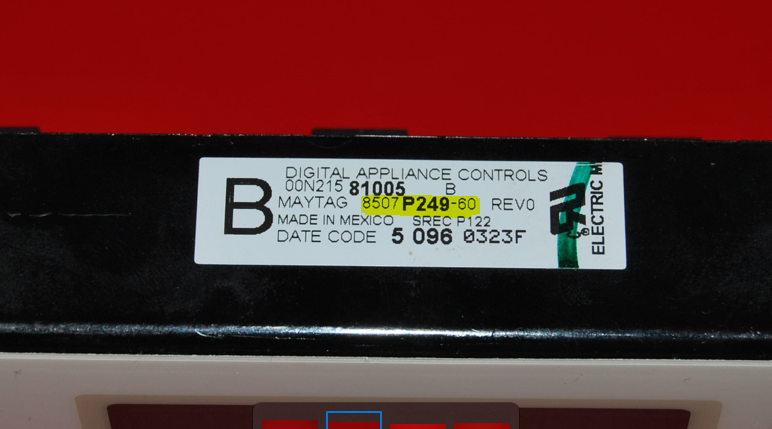 B
DIGITAL APPLIANCE CONTROLS
00N215 81005 B
MAYTAG 8507P249-60 REV0
MADE IN MEXICO SREC P122
DATE CODE 5 096 0323F
ELECTRIC